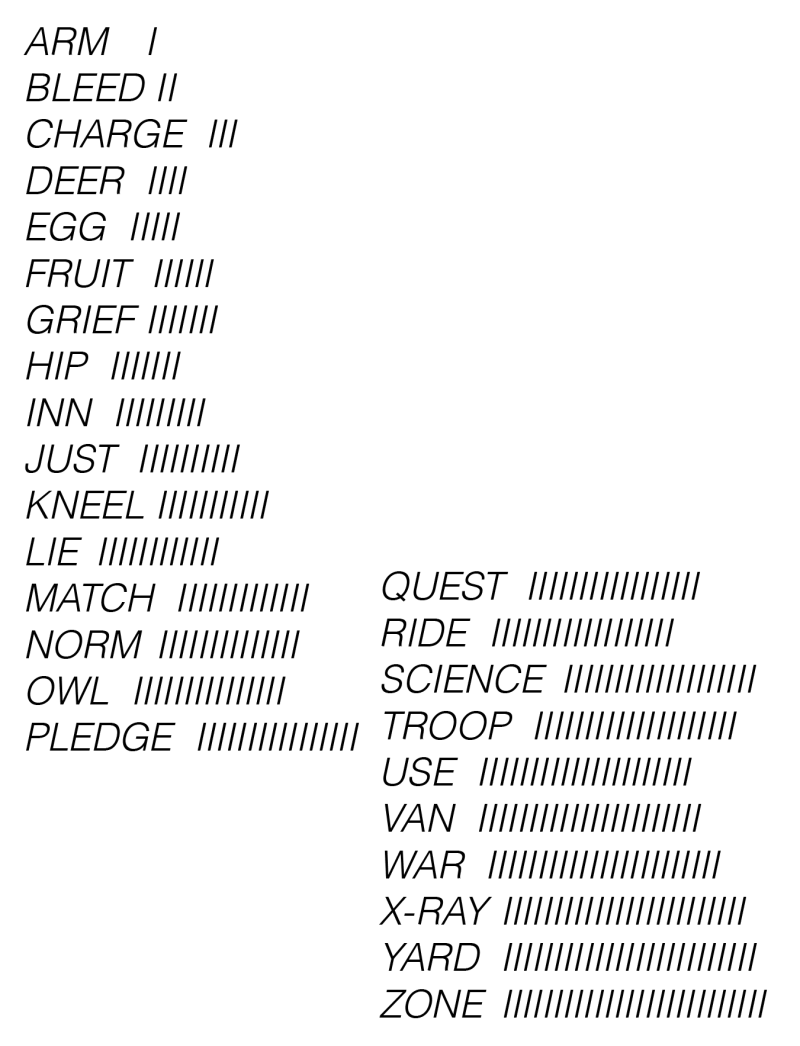 ARM I
BLEED II
CHARGE III
DEER IIII
EGG IIIII
FRUIT IIIIII
GRIEF IIIIIII
HIP IIIIIII
INN IIIIIIIII
JUST IIIIIIIIII
KNEEL IIIIIIIIIII
LIE IIIIIIIIIIII
MATCH IIIIIIIIIIIII
NORM IIIIIIIIIIIIII
OWL IIIIIIIIIIIIIII
PLEDGE IIIIIIIIIIIIIIII
QUEST IIIIIIIIIIIIIIIII
RIDE IIIIIIIIIIIIIIIIII
SCIENCE IIIIIIIIIIIIIIIIIII
TROOP IIIIIIIIIIIIIIIIIIII
USE IIIIIIIIIIIIIIIIIIIII
VAN IIIIIIIIIIIIIIIIIIIIII
WAR IIIIIIIIIIIIIIIIIIIIIII
X-RAY IIIIIIIIIIIIIIIIIIIIIIII
YARD IIIIIIIIIIIIIIIIIIIIIIIII
ZONE IIIIIIIIIIIIIIIIIIIIIIIIII